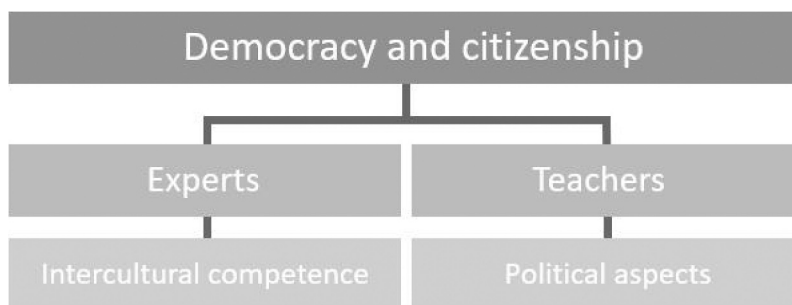 Democracy and citizenship
Experts
Teachers
Intercultural competence
Political aspects